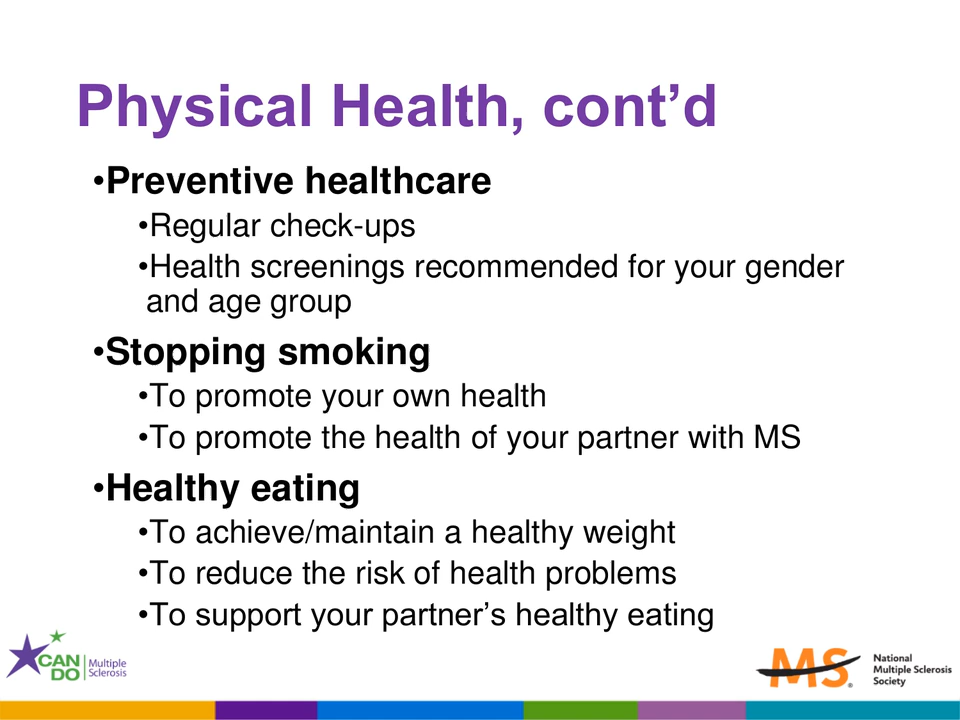 Physical Health, cont’d
•Preventive healthcare
•Regular check-ups
•Health screenings recommended for your gender
and age group
•Stopping smoking
•To promote your own health
•To promote the health of your partner with MS
•Healthy eating
•To achieve/maintain a healthy weight
•To reduce the risk of health problems
•To support your partner’s healthy eating
CAN
DO
Multiple
Sclerosis
MS®
National
Multiple Sclerosis
Society